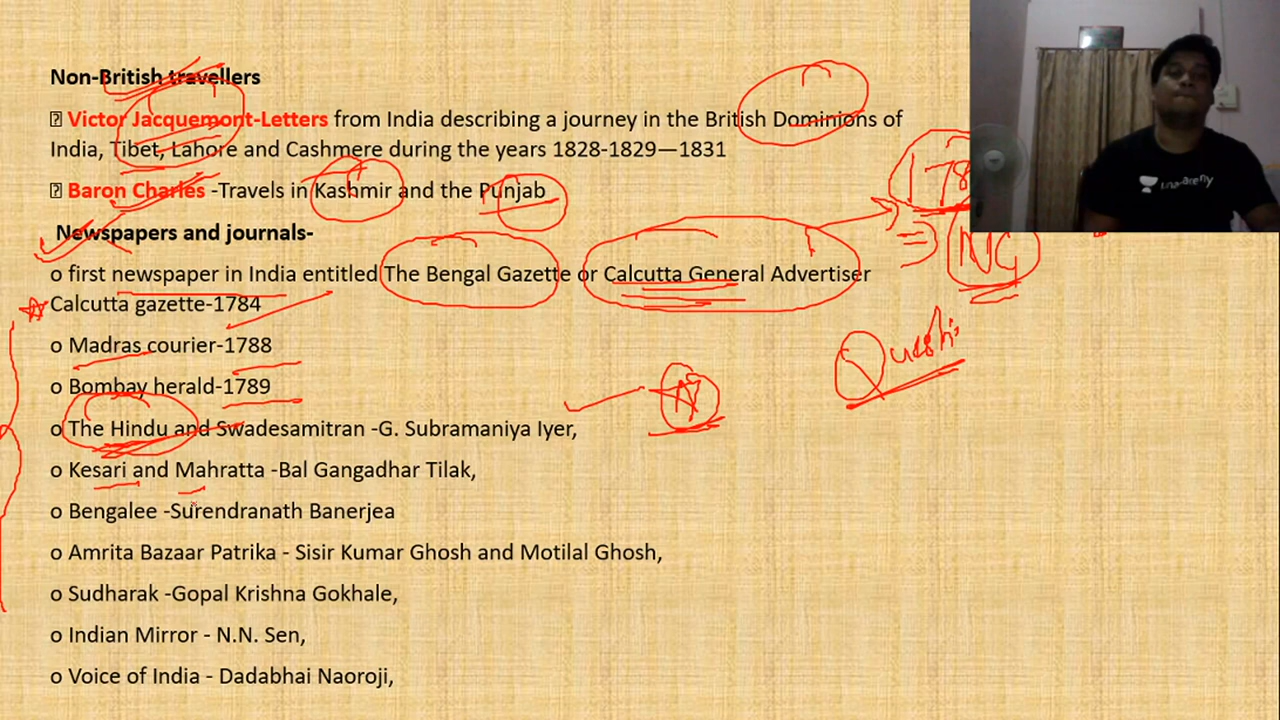 Non-British travellers
Victor Jacquemont-Letters from India describing a journey in the British Dominions of
India, Tibet, Lahore and Cashmere during the years 1828-1829—1831
Baron Charles -Travels in Kashmir and the Punjab
Newspapers and journals-
o first newspaper in India entitled The Bengal Gazette or Calcutta General Advertiser
Calcutta gazette-1784
o Madras courier-1788
o Bombay herald-1789
o The Hindu and Swadesamitran -G. Subramaniya Iyer,
o Kesari and Mahratta -Bal Gangadhar Tilak,
o Bengalee -Surendranath Banerjea
o Amrita Bazaar Patrika - Sisir Kumar Ghosh and Motilal Ghosh,
o Sudharak -Gopal Krishna Gokhale,
o Indian Mirror - N.N. Sen,
o Voice of India - Dadabhai Naoroji,